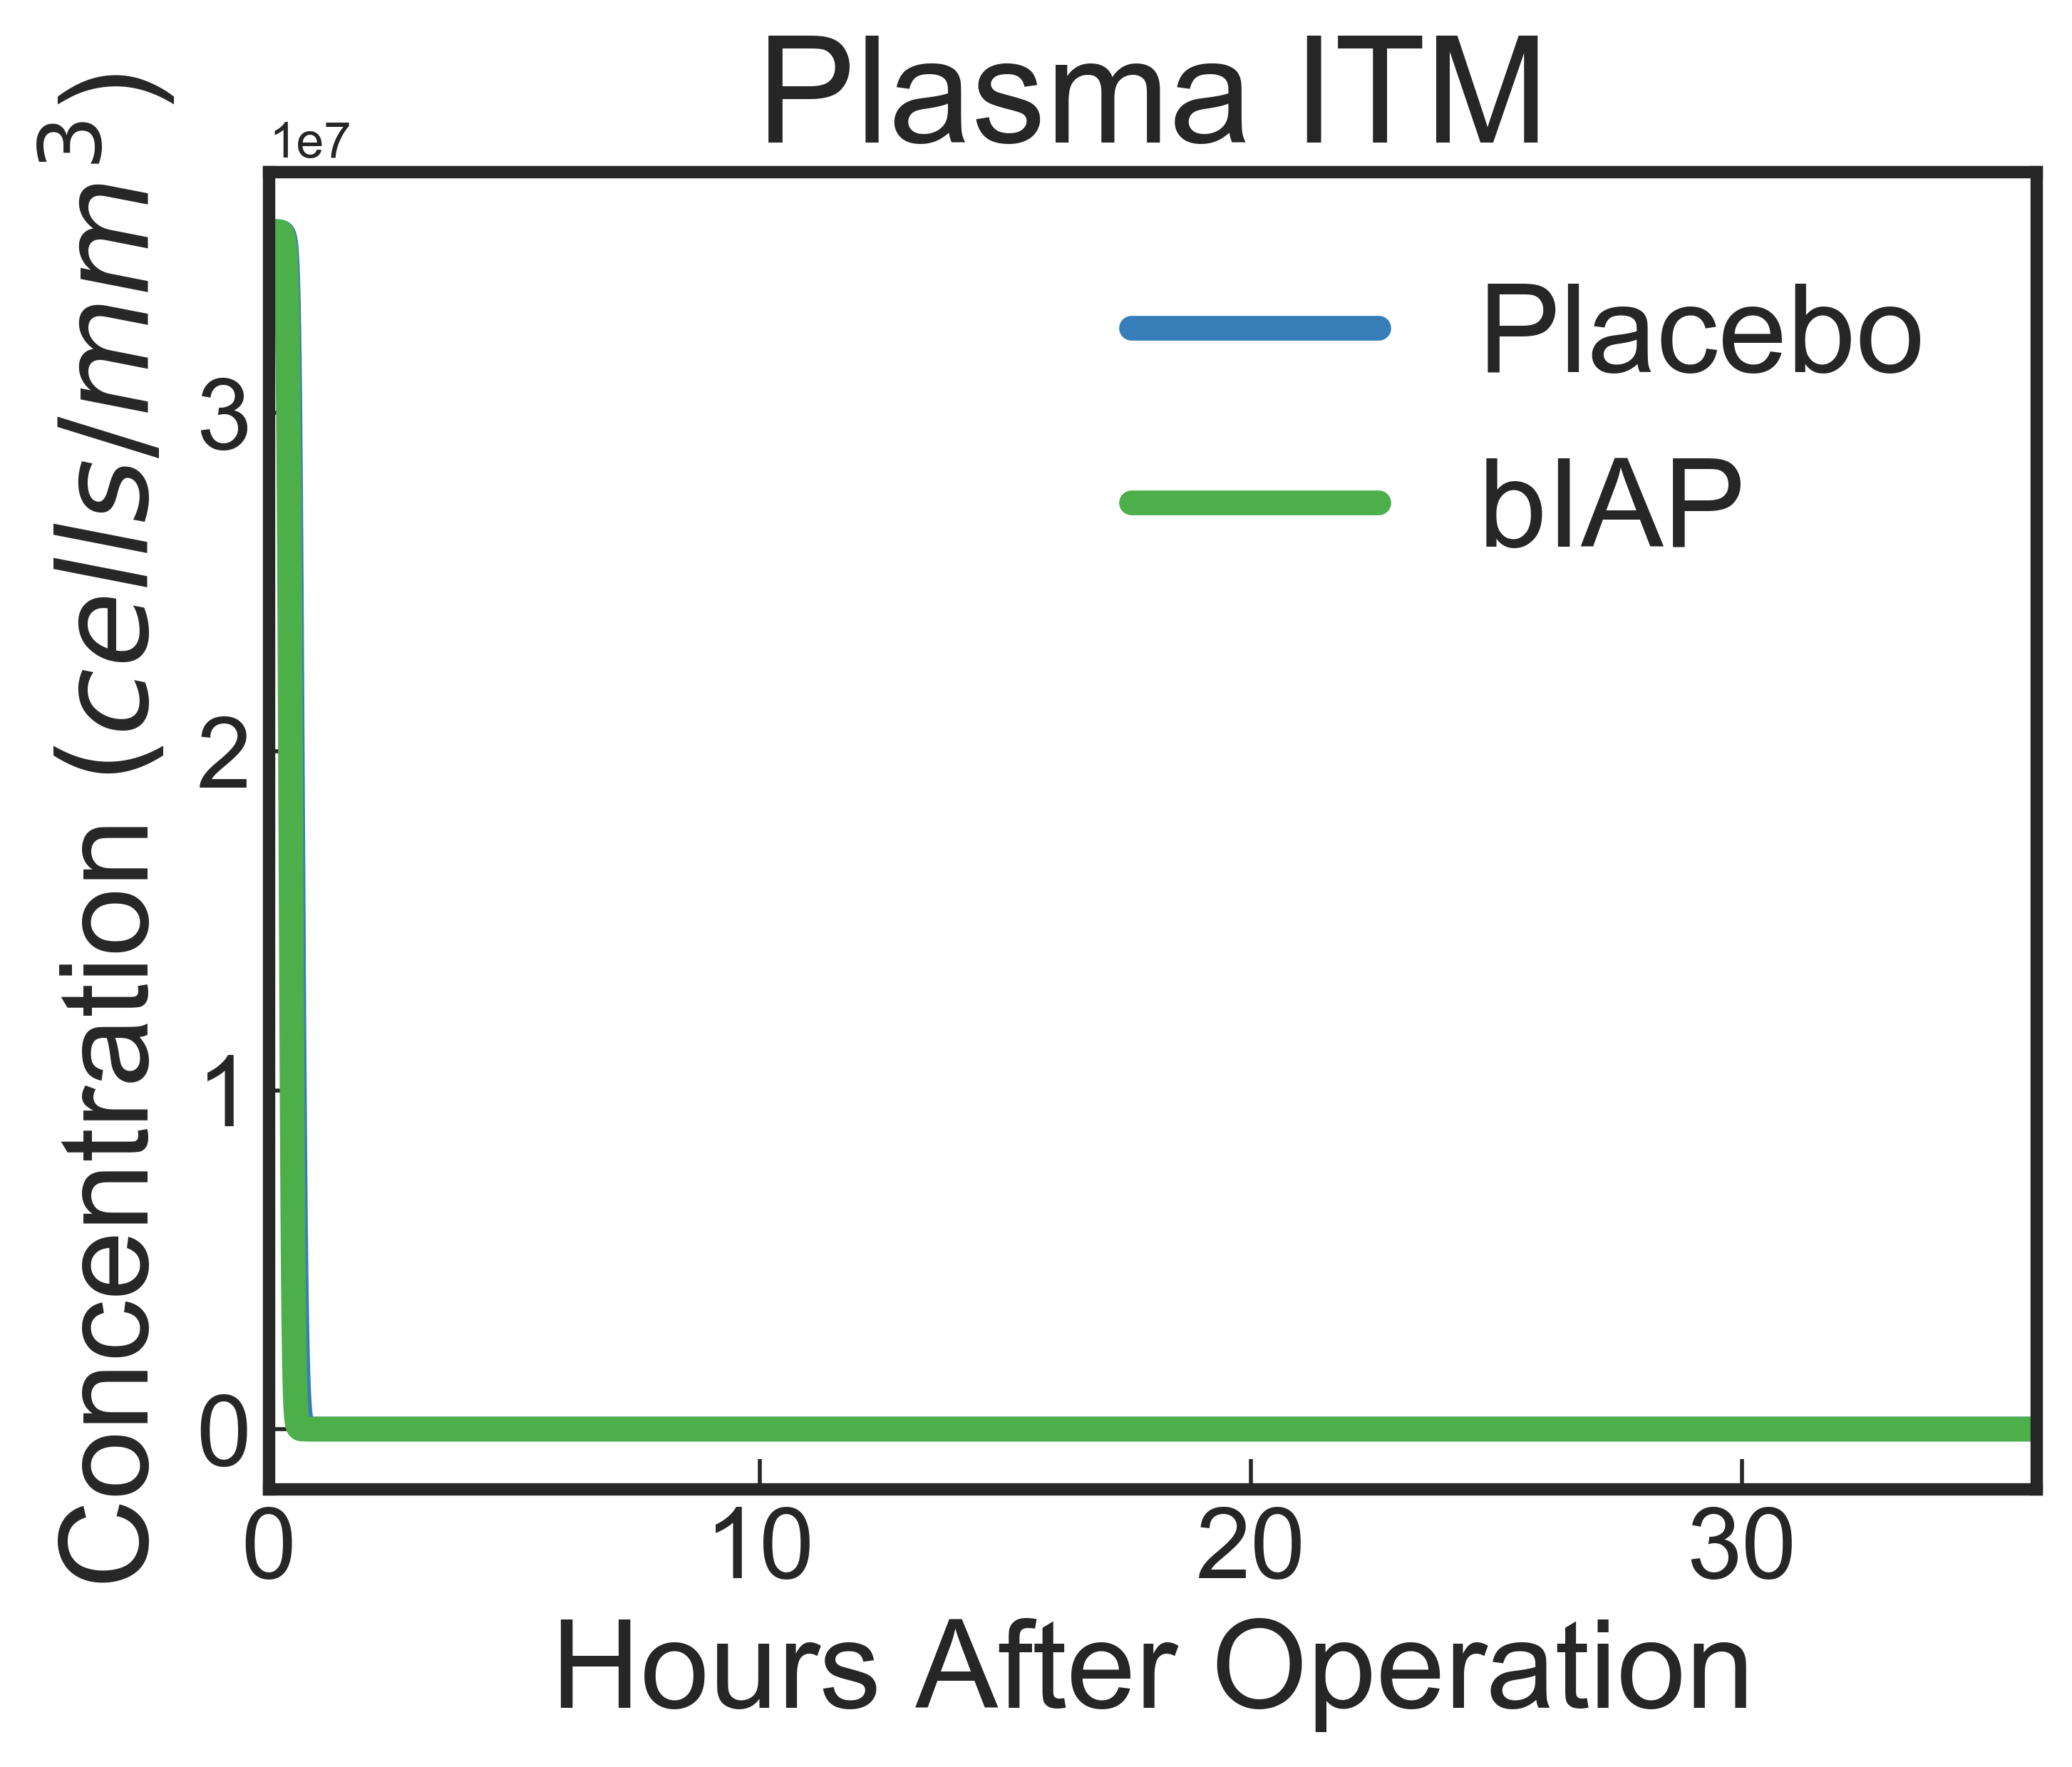 Plasma ITM
1e7
Concentration (cells/mm³)
3
2
1
0
Placebo
bIAP
0 10 20 30
Hours After Operation